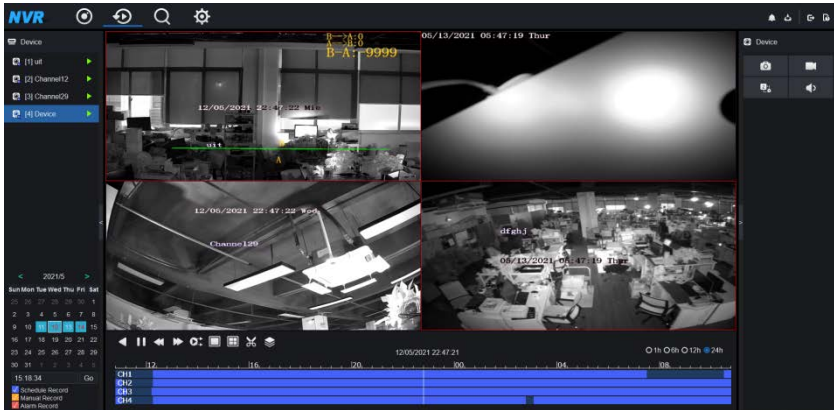 NVR
Device
[1] uit
[2] Channel12
[3] Channel29
[4] Device
B-->A:0
A-->B:0
B-A: 9999
12/05/2021 22:47:22
uit
A
05/13/2021 05:47:19 Thur
12/05/2021 22:47:22 Wed
Channel29
dfghj
05/13/2021 05:47:19 Thur
Device
< 2021/5 >
Sun Mon Tue Wed Thu Fri Sat
25 26 27 28 29 30 1
2 3 4 5 6 7 8
9 10 11 12 13 14 15
16 17 18 19 20 21 22
23 24 25 26 27 28 29
30 31 1 2 3 4 5
15:18:34 Go
Schedule Record
Manual Record
Alarm Record
12/05/2021 22:47:21
1h 6h 12h 24h
12. 16. 20. 00. 04. 08.
CH1
CH2
CH3
CH4